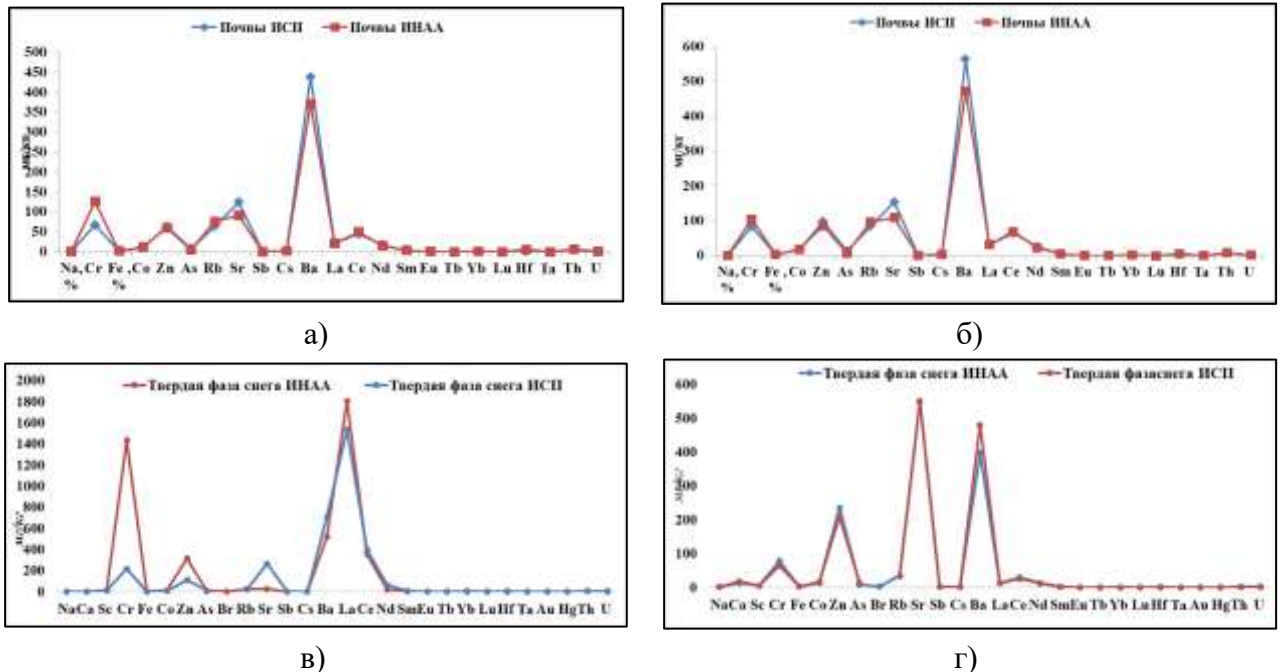 Почвы ИСП Почвы ИНАА
500
450
400
350
300
250
200
150
100
50
0
Na, Cr Fe , Co Zn As Rb Sr Sb Cs Ba La Ce Nd Sm Eu Tb Yb Lu Hf Ta Th U
% %
а)
Почвы ИСП Почвы ИНАА
мг/кг
600
500
400
300
200
100
0
Na, Cr Fe , Co Zn As Rb Sr Sb Cs Ba La Ce Nd Sm Eu Tb Yb Lu Hf Ta Th U
% %
б)
Твердая фаза снега ИНАА Твердая фаза снега ИСП
2000
1800
1600
1400
1200
1000
800
600
400
200
0
Na Ca Sc Cr Fe Co Zn As Br Rb Sr Sb Cs Ba La Ce Nd Sm Eu Tb Yb Lu Hf Ta Au Hg Th U
в)
Твердая фаза снега ИНАА Твердая фазаснега ИСП
600
500
400
300
200
100
0
Na Ca Sc Cr Fe Co Zn As Br Rb Sr Sb Cs Ba La Ce Nd Sm Eu Tb Yb Lu Hf Ta Au Hg Th U
г)